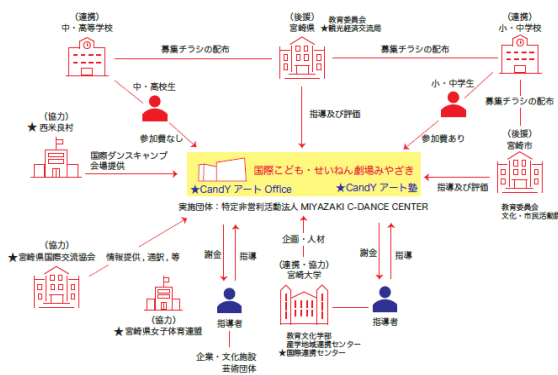 (連携)
中・高等学校
(後援)
宮崎県
教育委員会
★観光経済交流局
(連携)
小・中学校
募集チラシの配布
募集チラシの配布
中・高校生
小・中学生
募集チラシの配布
(協力)
★西米良村
参加費なし
指導及び評価
参加費あり
(後援)
宮崎市
国際ダンスキャンプ
会場提供
国際こども・せいねん劇場みやざき
★CandY アート Office
★CandY アート塾
指導及び評価
実施団体：特定非営利活動法人 MIYAZAKI C-DANCE CENTER
教育委員会
文化・市民活動課
(協力)
★宮崎県国際交流協会
情報提供 , 通訳 , 等
謝金
指導
企画・人材
(連携・協力)
宮崎大学
謝金
指導
(協力)
★宮崎県女子体育連盟
指導者
指導者
企業・文化施設
芸術団体
教育文化学部
産学地域連携センター
★国際連携センター